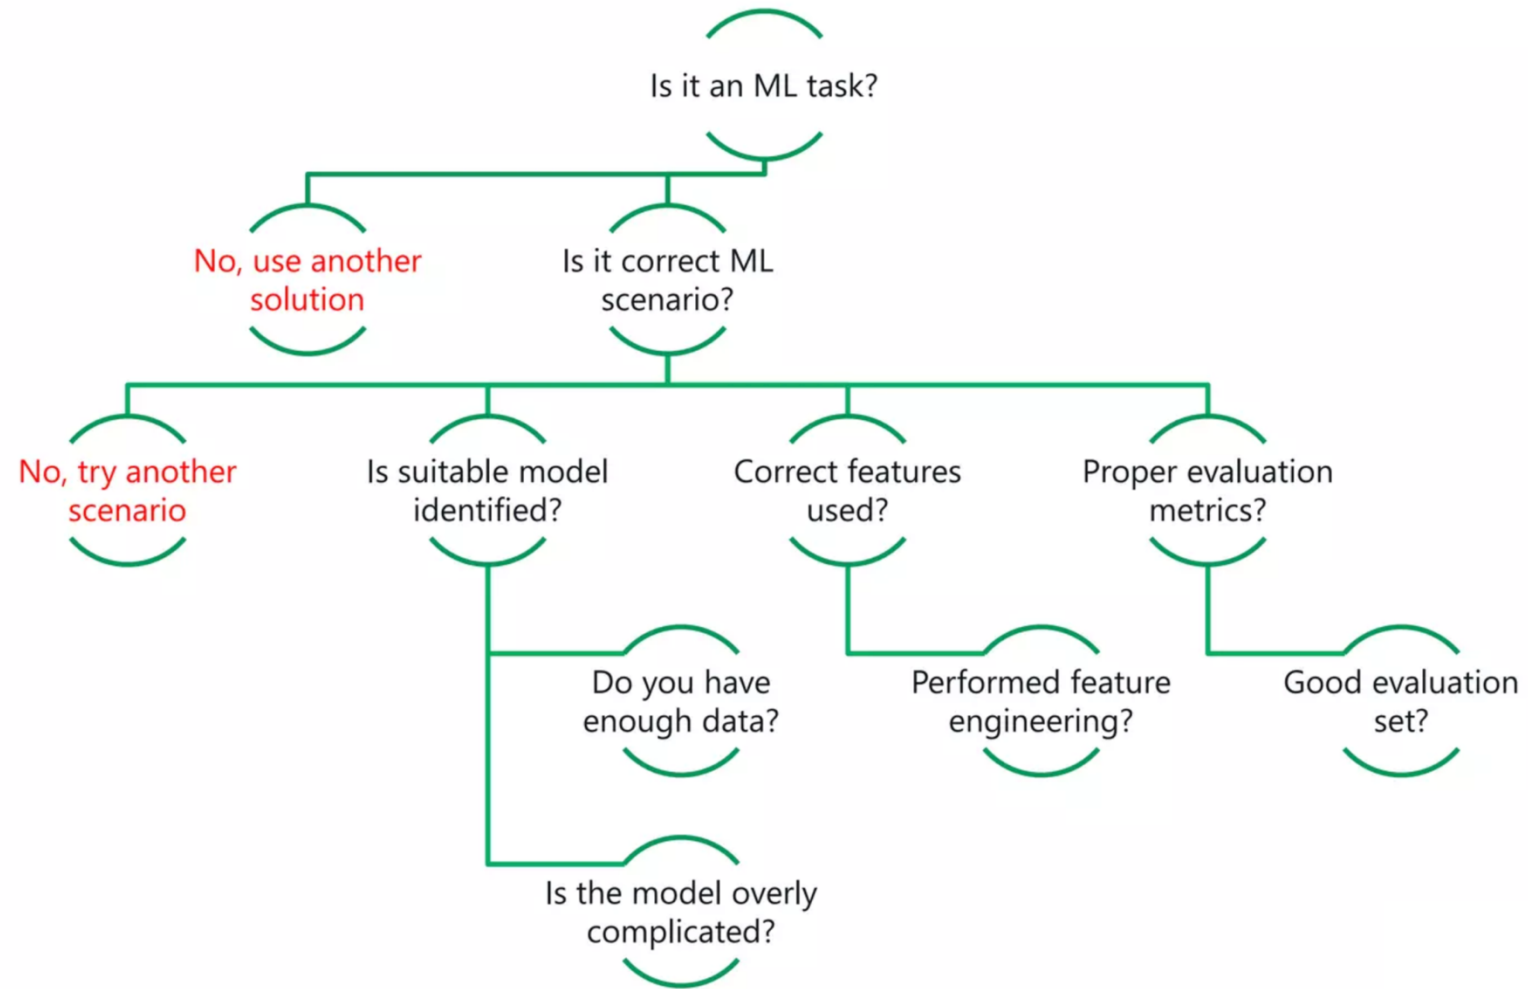 Is it an ML task?
No, use another
solution
Is it correct ML
scenario?
No, try another
scenario
Is suitable model
identified?
Correct features
used?
Proper evaluation
metrics?
Do you have
enough data?
Performed feature
engineering?
Good evaluation
set?
Is the model overly
complicated?